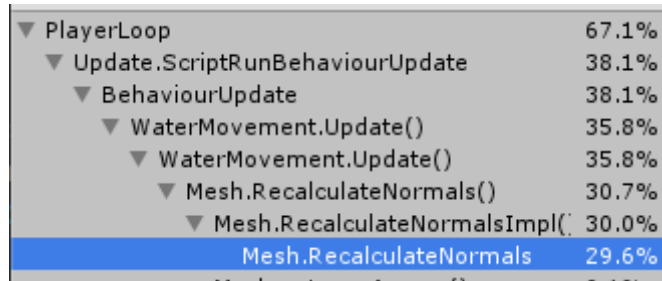 PlayerLoop 67.1%
Update.ScriptRunBehaviourUpdate 38.1%
BehaviourUpdate 38.1%
WaterMovement.Update() 35.8%
WaterMovement.Update() 35.8%
Mesh.RecalculateNormals() 30.7%
Mesh.RecalculateNormalsImpl( 30.0%
Mesh.RecalculateNormals 29.6%